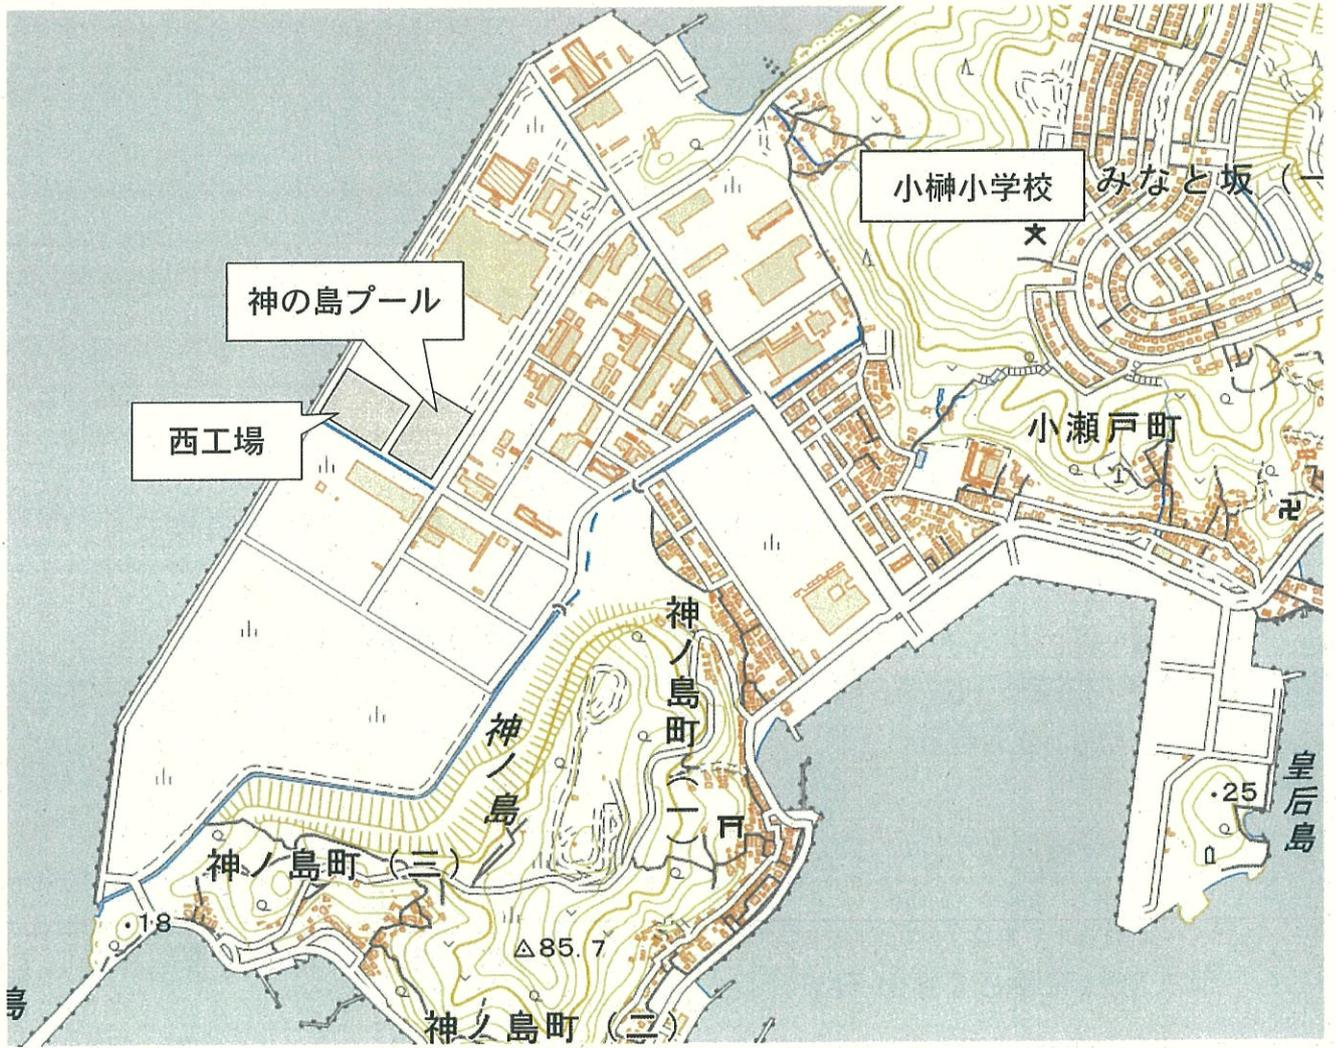 小榊小学校
みなと坂（一
神の島プール
西工場
小瀬戸町
神ノ島町（一）
神ノ島
皇后島
25
神ノ島町（三）
18
85.7
島
神ノ島町（二）